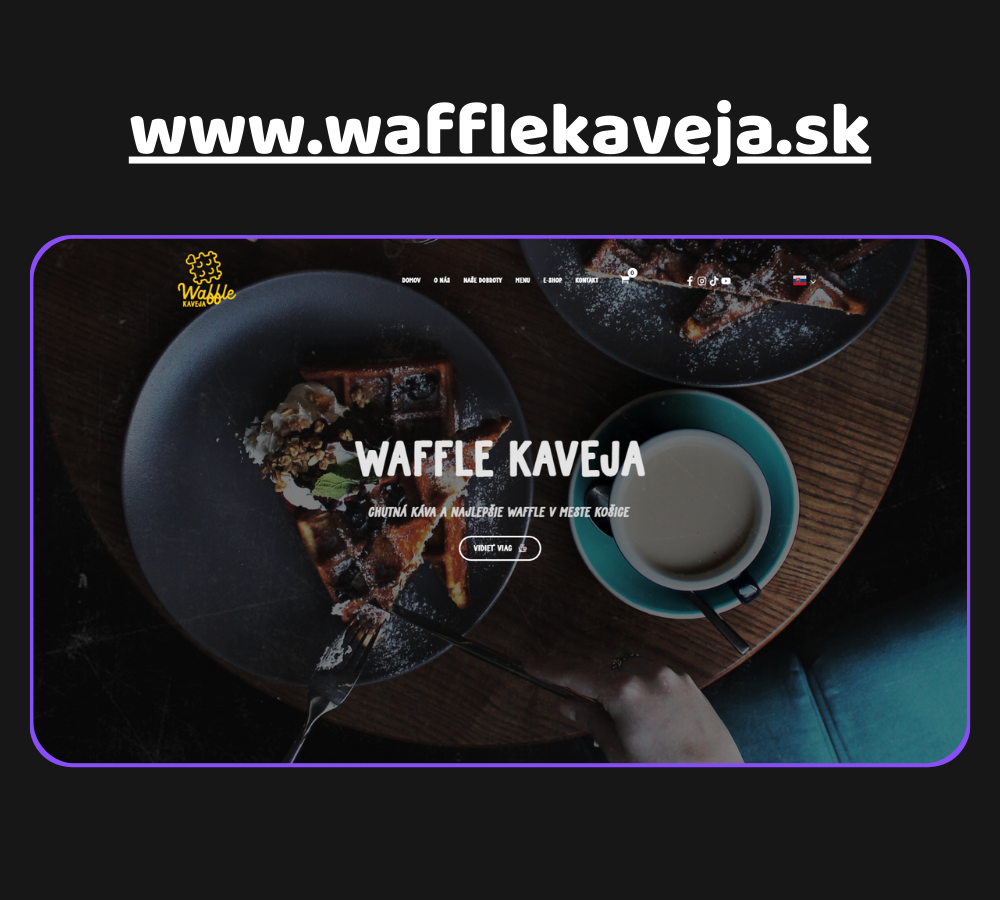 www.wafflekaveja.sk
Waffle
KAVEJA
DOMOV O NÁS NAŠE DOBROTY MENU E-SHOP KONTAKT 0
WAFFLE KAVEJA
CHUTNÁ KÁVA A NAJLEPŠIE WAFFLE V MESTE KOŠICE
VIDIEŤ VIAC